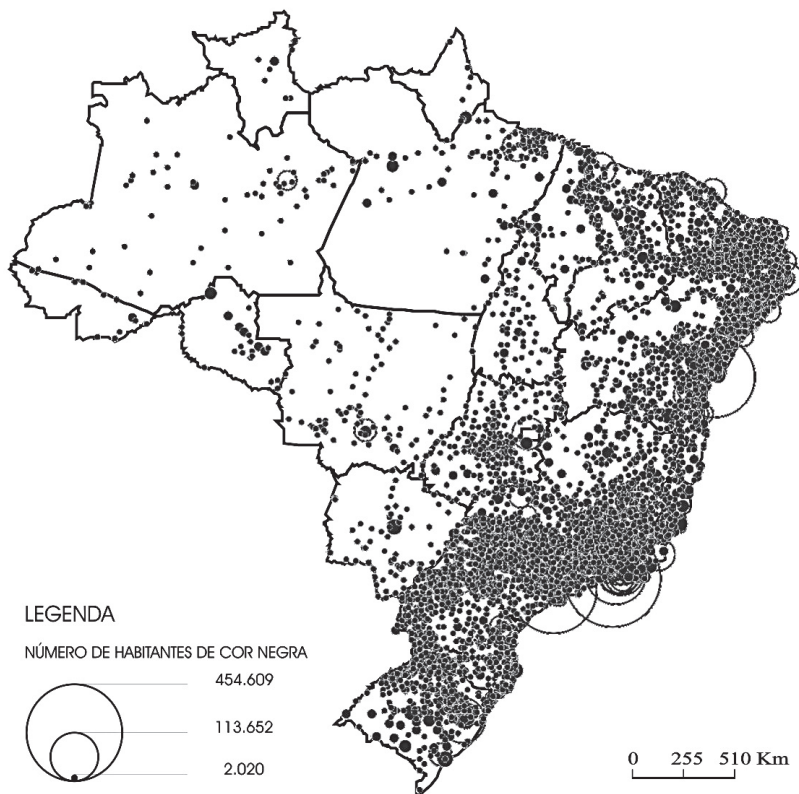 LEGENDA
NÚMERO DE HABITANTES DE COR NEGRA
454.609
113.652
2.020
0 255 510 Km